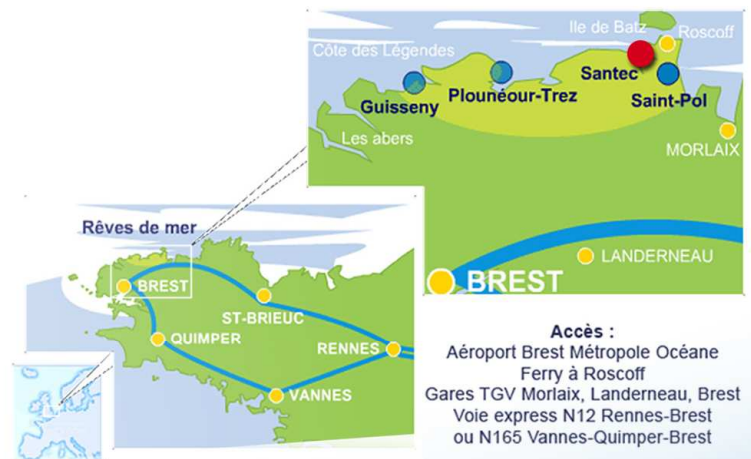 Ile de Batz
Roscoff
Côte des Légendes
Santec
Guisseny
Plounéour-Trez
Saint-Pol
Les abers
MORLAIX
LANDERNEAU
BREST
Rêves de mer
BREST
ST-BRIEUC
QUIMPER
RENNES
VANNES
Accès :
Aéroport Brest Métropole Océane
Ferry à Roscoff
Gares TGV Morlaix, Landerneau, Brest
Voie express N12 Rennes-Brest
ou N165 Vannes-Quimper-Brest